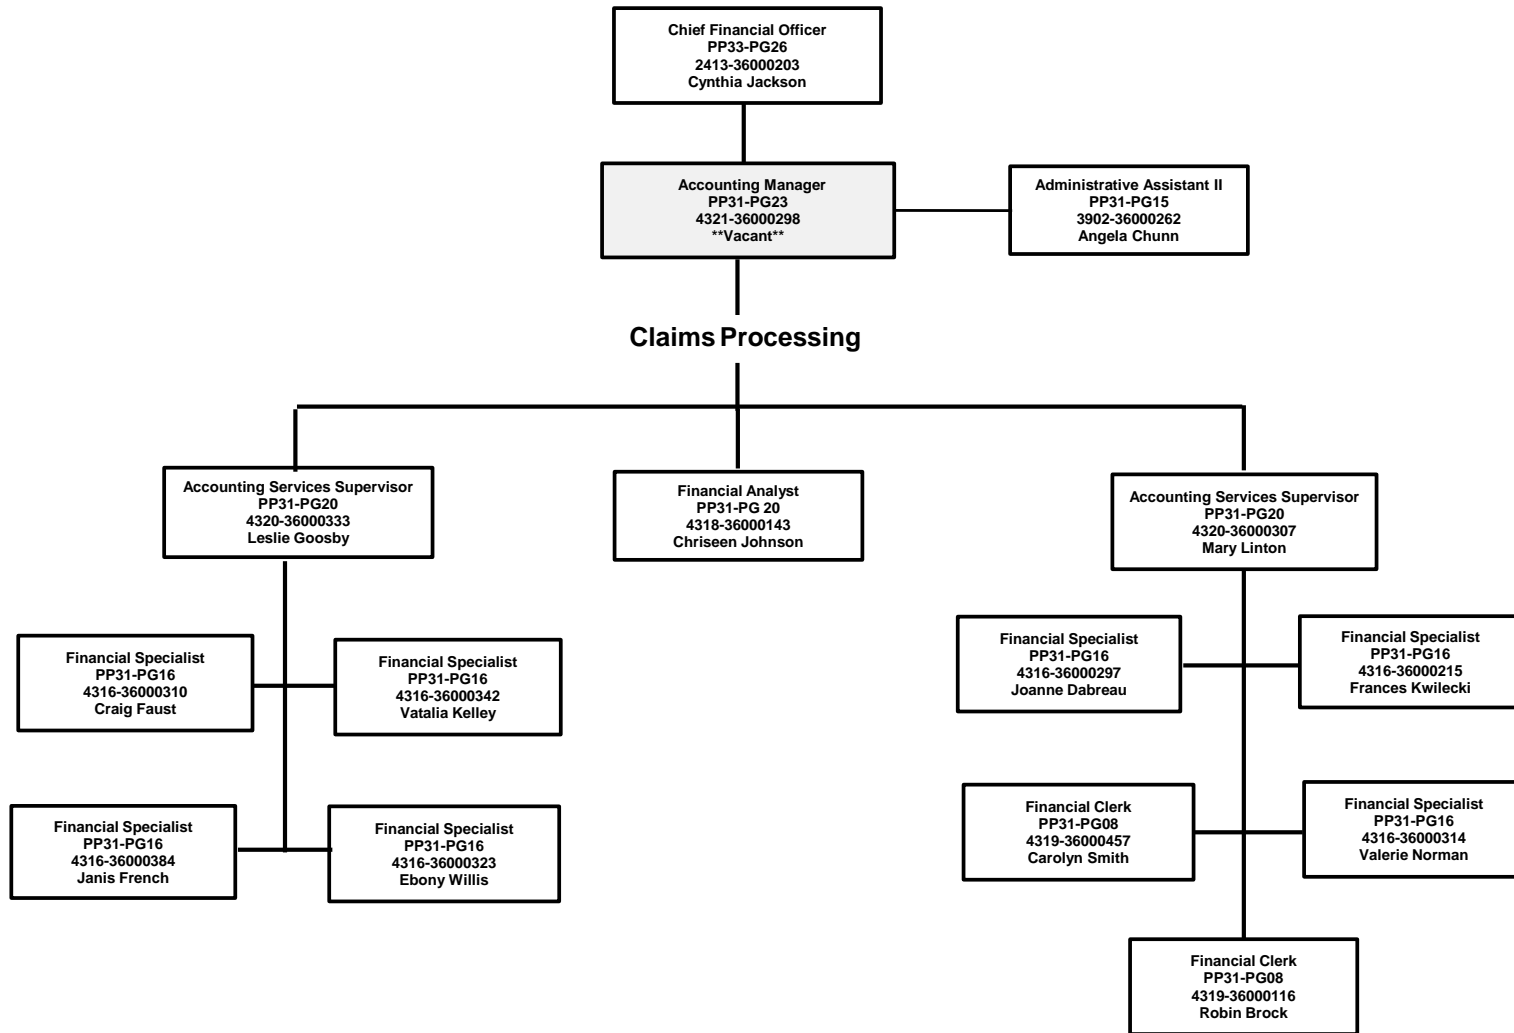 Chief Financial Officer
PP33-PG26
2413-36000203
Cynthia Jackson
Accounting Manager
PP31-PG23
4321-36000298
**Vacant**
Administrative Assistant II
PP31-PG15
3902-36000262
Angela Chunn
Claims Processing
Accounting Services Supervisor
PP31-PG20
4320-36000333
Leslie Goosby
Financial Analyst
PP31-PG 20
4318-36000143
Chriseen Johnson
Accounting Services Supervisor
PP31-PG20
4320-36000307
Mary Linton
Financial Specialist
PP31-PG16
4316-36000310
Craig Faust
Financial Specialist
PP31-PG16
4316-36000342
Vatalia Kelley
Financial Specialist
PP31-PG16
4316-36000297
Joanne Dabreau
Financial Specialist
PP31-PG16
4316-36000215
Frances Kwilecki
Financial Specialist
PP31-PG16
4316-36000384
Janis French
Financial Specialist
PP31-PG16
4316-36000323
Ebony Willis
Financial Clerk
PP31-PG08
4319-36000457
Carolyn Smith
Financial Specialist
PP31-PG16
4316-36000314
Valerie Norman
Financial Clerk
PP31-PG08
4319-36000116
Robin Brock